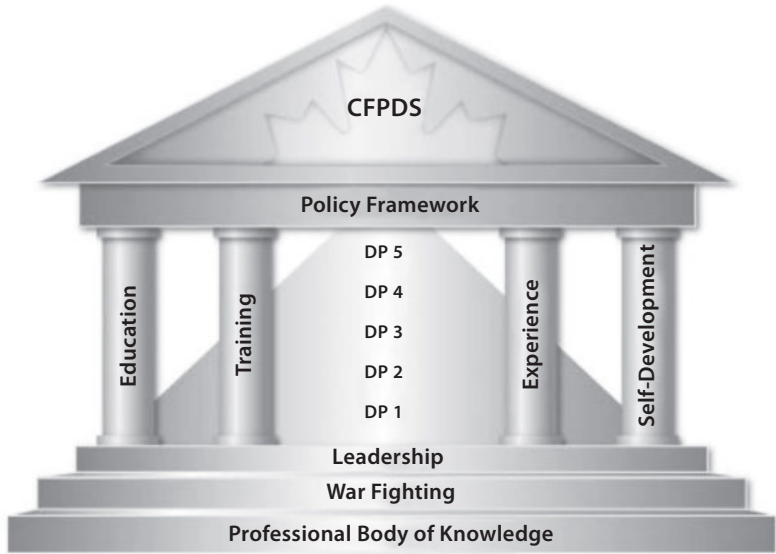 CFPDS
Policy Framework
Education
Training
DP 5
DP 4
DP 3
DP 2
DP 1
Experience
Self-Development
Leadership
War Fighting
Professional Body of Knowledge